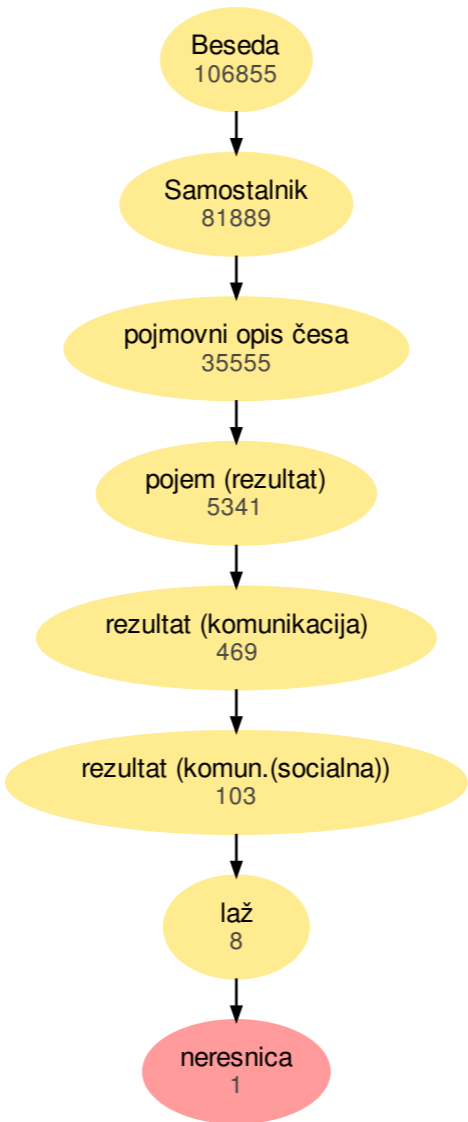 Beseda
106855
Samostalnik
81889
pojmovni opis česa
35555
pojem (rezultat)
5341
rezultat (komunikacija)
469
rezultat (komun.(socialna))
103
laž
8
neresnica
1